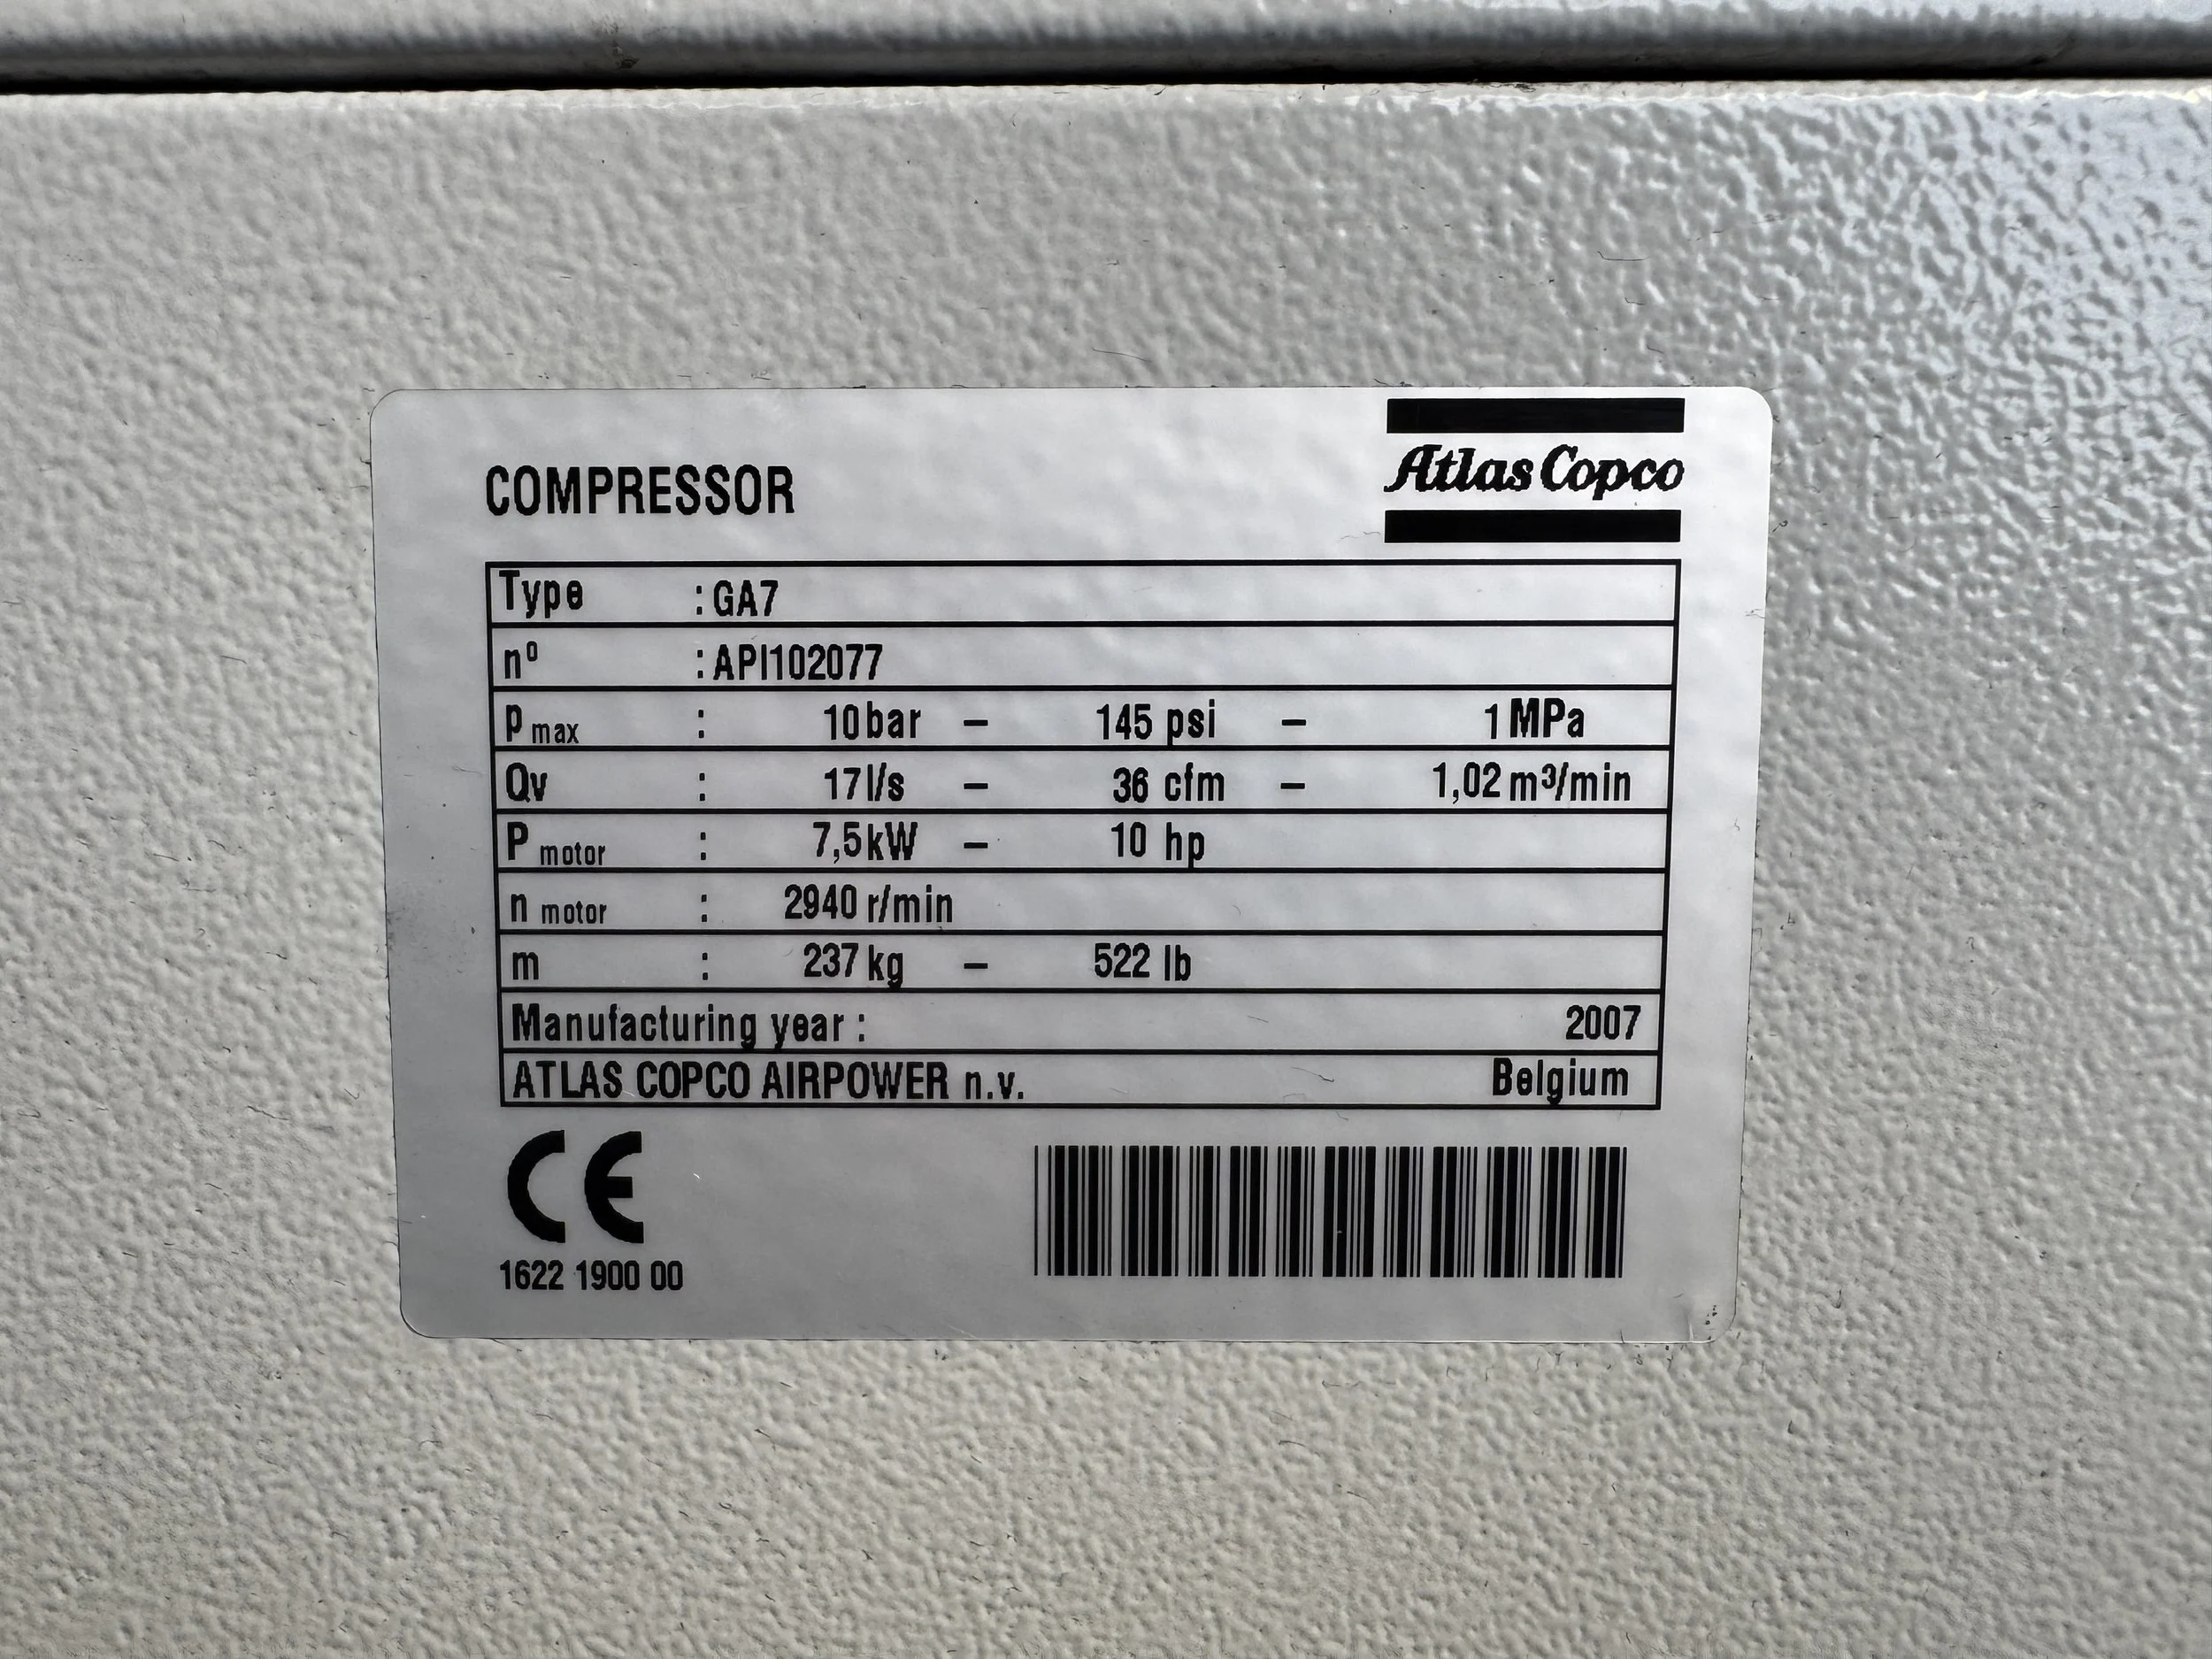 Atlas Copco
COMPRESSOR
Type : GA7
nº : API102077
p max : 10 bar – 145 psi – 1 MPa
Qv : 17 l/s – 36 cfm – 1,02 m³/min
P motor : 7,5 kW – 10 hp
n motor : 2940 r/min
m : 237 kg – 522 lb
Manufacturing year : 2007
ATLAS COPCO AIRPOWER n.v. Belgium
CE
1622 1900 00